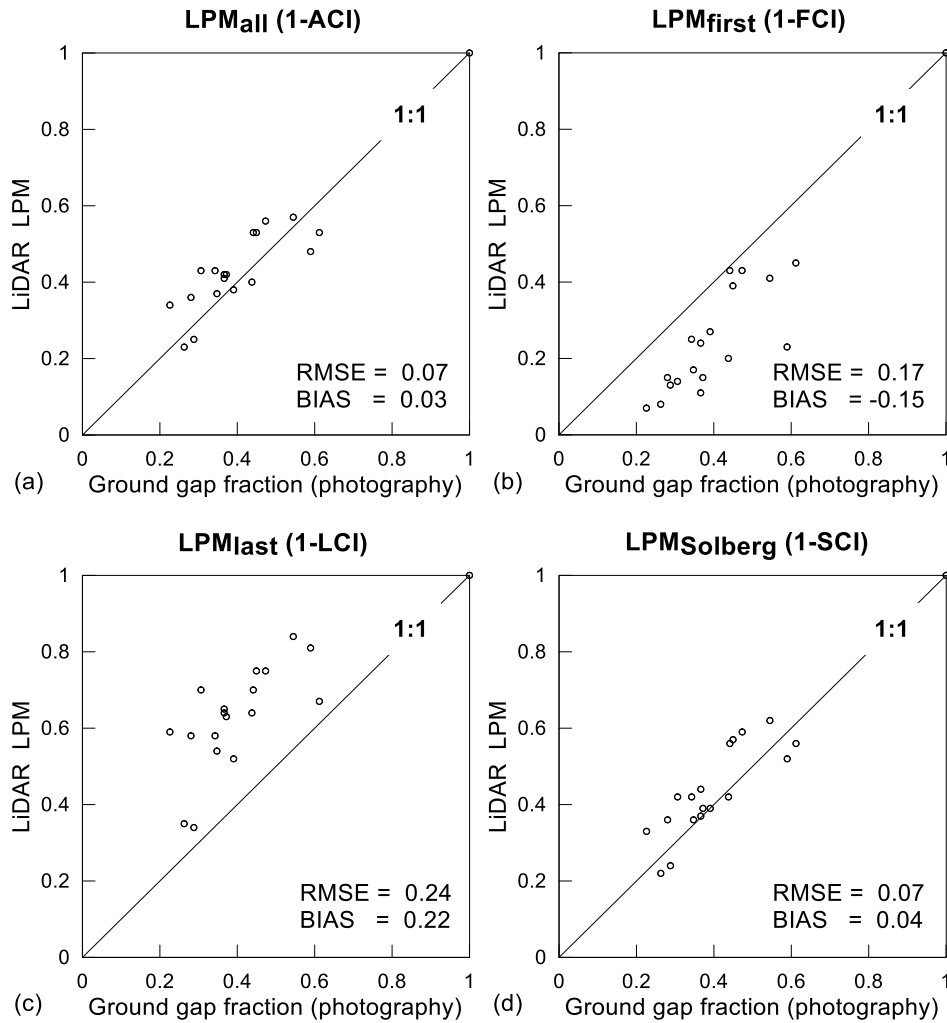 LPMall (1-ACI)
1
0.8
0.6
0.4
0.2
0
LiDAR LPM
1:1
RMSE = 0.07
BIAS = 0.03
0 0.2 0.4 0.6 0.8 1
(a) Ground gap fraction (photography)
LPMfirst (1-FCI)
1
0.8
0.6
0.4
0.2
0
LiDAR LPM
1:1
RMSE = 0.17
BIAS = -0.15
0 0.2 0.4 0.6 0.8 1
(b) Ground gap fraction (photography)
LPMlast (1-LCI)
1
0.8
0.6
0.4
0.2
0
LiDAR LPM
1:1
RMSE = 0.24
BIAS = 0.22
0 0.2 0.4 0.6 0.8 1
(c) Ground gap fraction (photography)
LPMSolberg (1-SCI)
1
0.8
0.6
0.4
0.2
0
LiDAR LPM
1:1
RMSE = 0.07
BIAS = 0.04
0 0.2 0.4 0.6 0.8 1
(d) Ground gap fraction (photography)